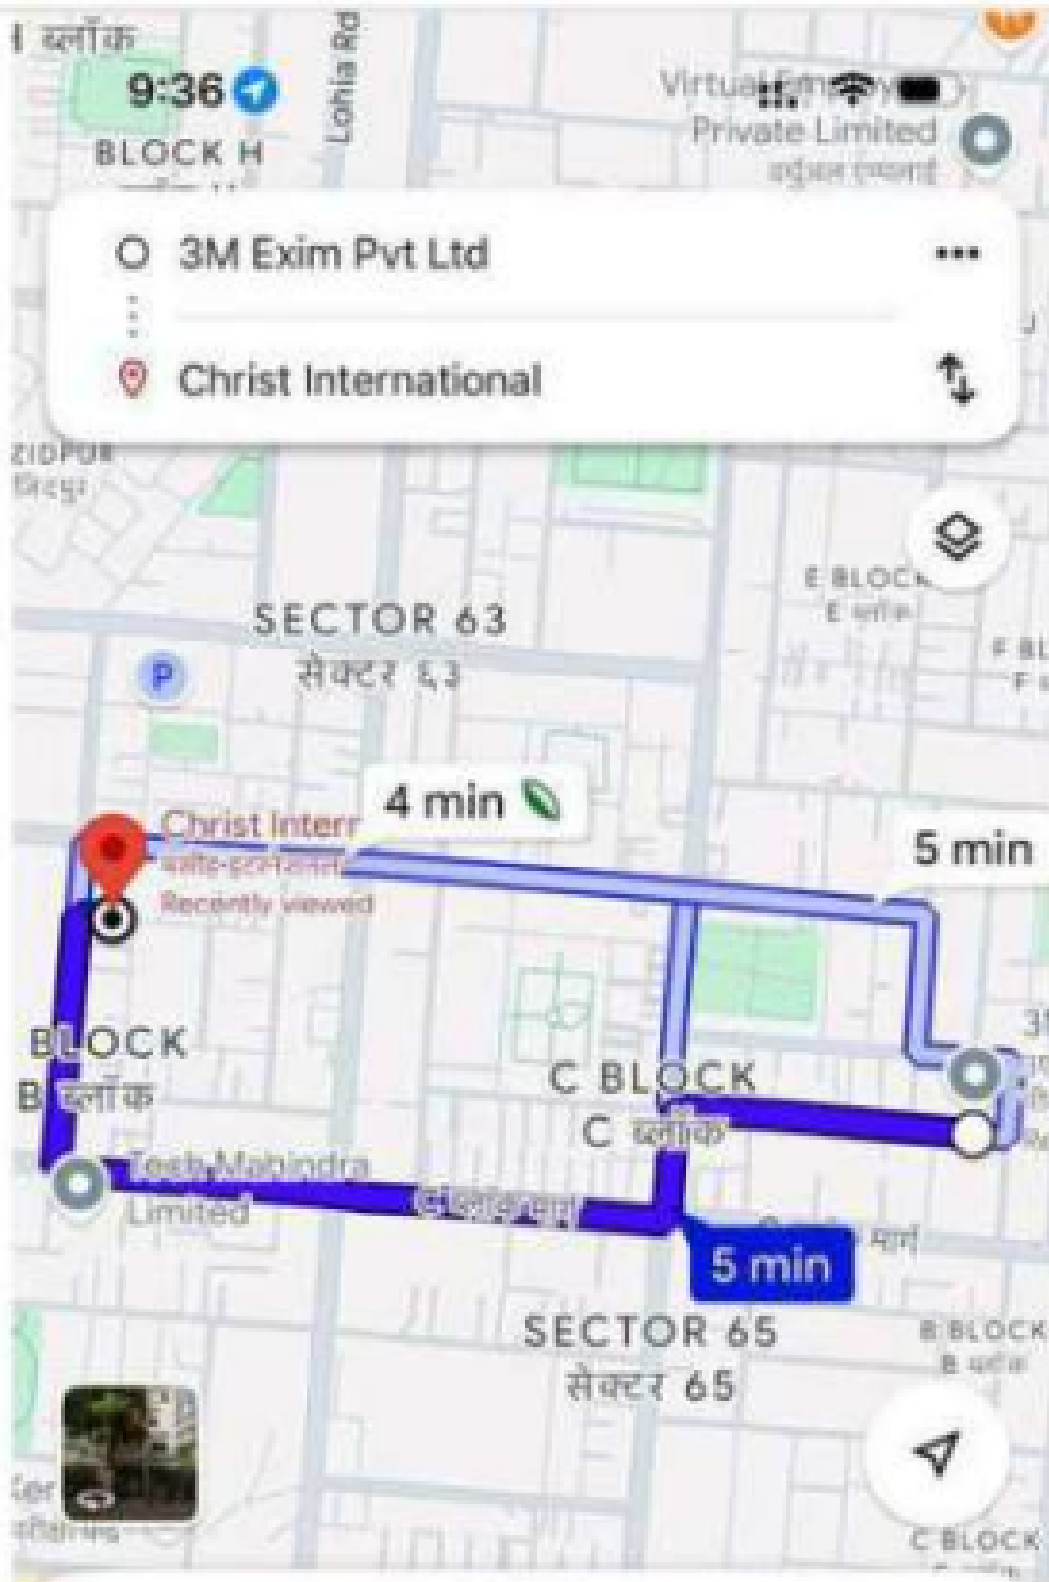 ब्लॉक
9:36
Lohia Rd
BLOCK H
Virtual
Private Limited
3M Exim Pvt Ltd
Christ International
E BLOCK
SECTOR 63
सेक्टर ६३
P
4 min
Christ Interr
Recently viewed
5 min
BLOCK
B ब्लॉक
C BLOCK
C ब्लॉक
Tech Mahindra
Limited
मार्ग
5 min
SECTOR 65
सेक्टर 65
B BLOCK
C BLOCK